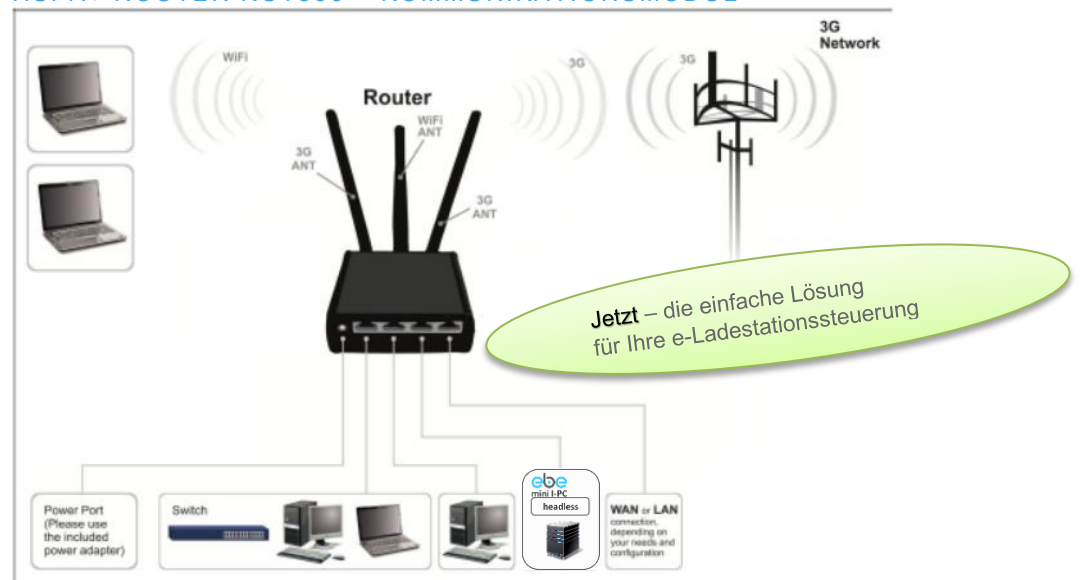 WiFi
3G
3G
3G
Network
Router
WiFi
ANT
3G
ANT
3G
ANT
Jetzt – die einfache Lösung
für Ihre e-Ladestationssteuerung
Power Port
(Please use
the included
power adapter)
Switch
ebe
mini I-PC
headless
WAN or LAN
connection,
depending on
your needs and
configuration